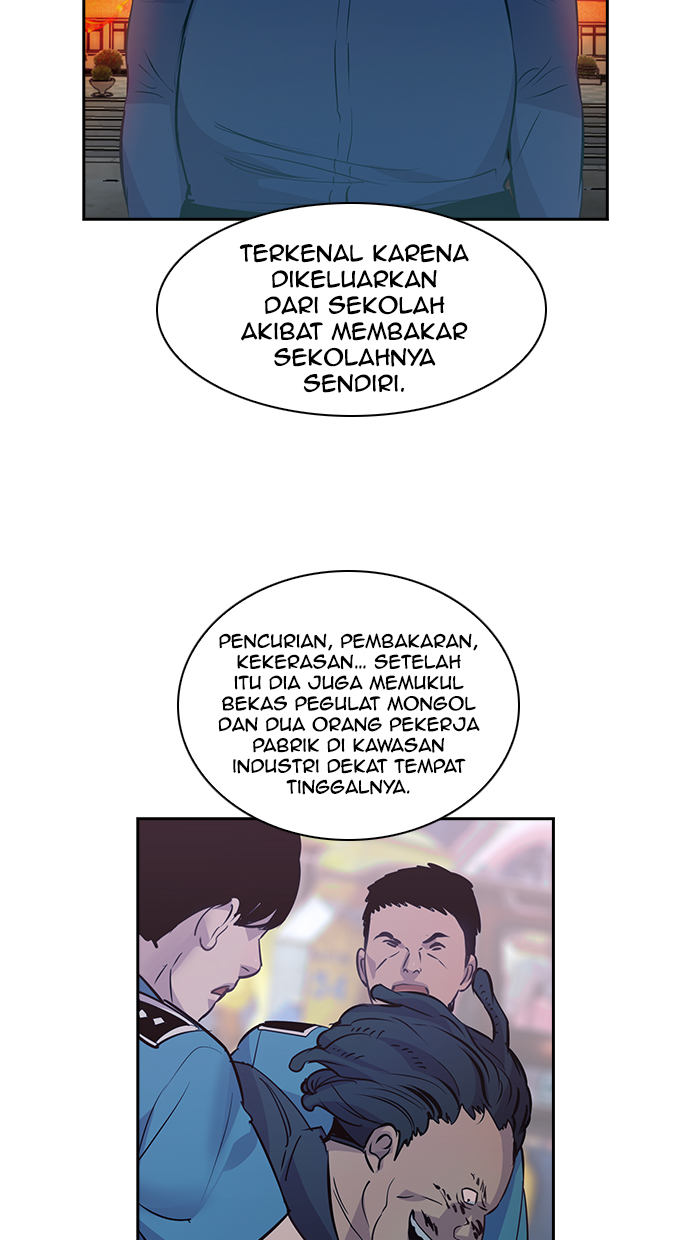 TERKENAL KARENA
DIKELUARKAN
DARI SEKOLAH
AKIBAT MEMBAKAR
SEKOLAHNYA
SENDIRI.
PENCURIAN, PEMBAKARAN,
KEKERASAN... SETELAH
ITU DIA JUGA MEMUKUL
BEKAS PEGULAT MONGOL
DAN DUA ORANG PEKERJA
PABRIK DI KAWASAN
INDUSTRI DEKAT TEMPAT
TINGGALNYA.